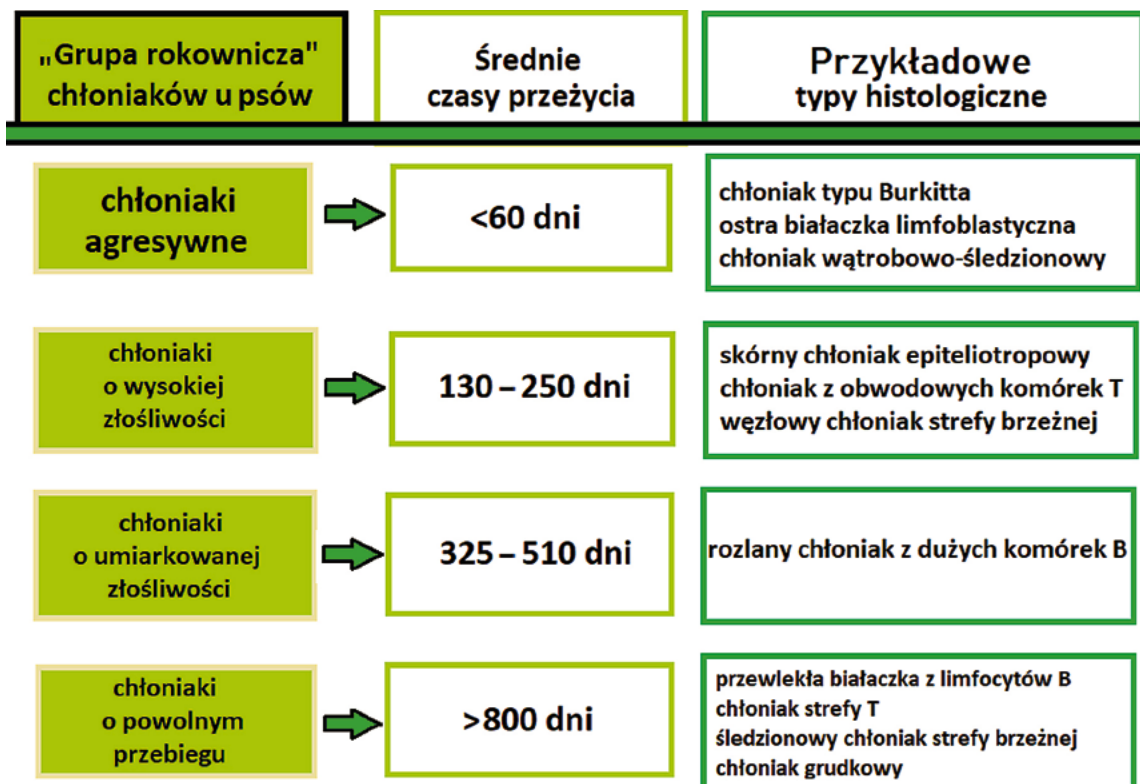 „Grupa rokownicza"
chłoniaków u psów
Średnie
czasy przeżycia
Przykładowe
typy histologiczne
chłoniaki
agresywne
<60 dni
chłoniak typu Burkitta
ostra białaczka limfoblastyczna
chłoniak wątrobowo-śledzionowy
chłoniaki
o wysokiej
złośliwości
130 – 250 dni
skórny chłoniak epiteliotropowy
chłoniak z obwodowych komórek T
węzłowy chłoniak strefy brzeżnej
chłoniaki
o umiarkowanej
złośliwości
325 – 510 dni
rozlany chłoniak z dużych komórek B
chłoniaki
o powolnym
przebiegu
>800 dni
przewlekła białaczka z limfocytów B
chłoniak strefy T
śledzionowy chłoniak strefy brzeżnej
chłoniak grudkowy